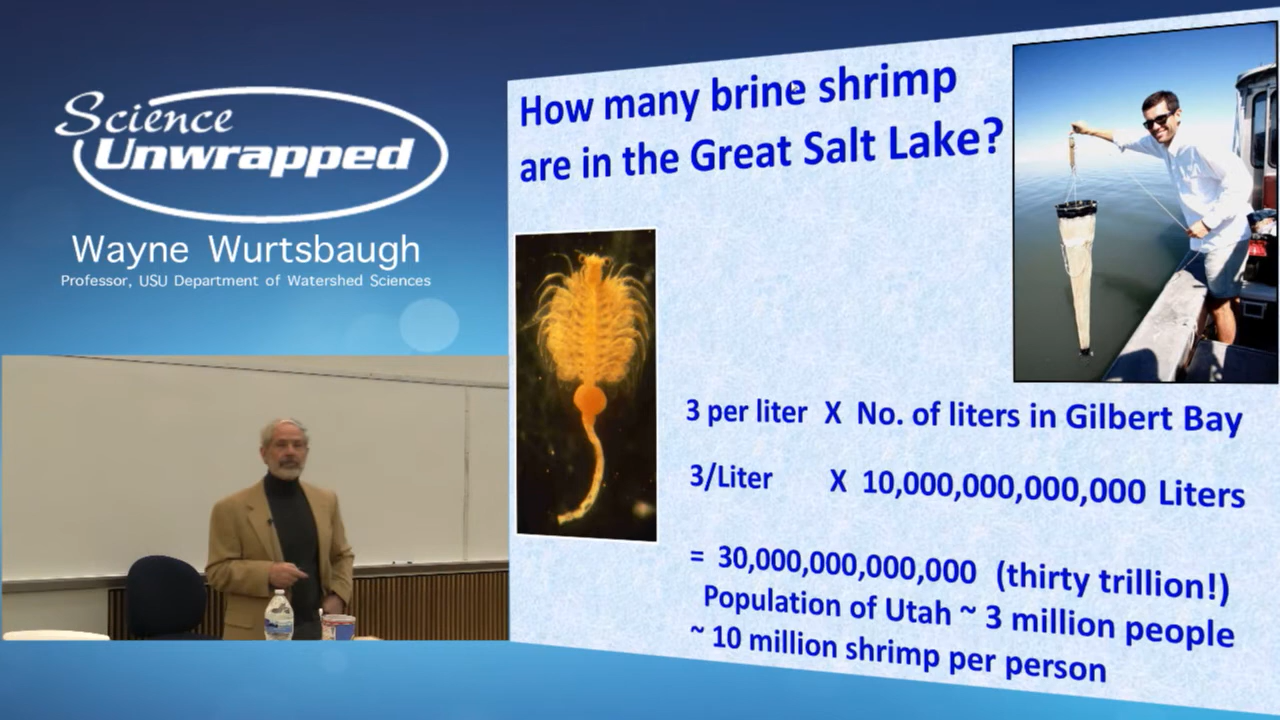 Science
Unwrapped
Wayne Wurtsbaugh
Professor, USU Department of Watershed Sciences
How many brine shrimp
are in the Great Salt Lake?
3 per liter X No. of liters in Gilbert Bay
3/Liter X 10,000,000,000,000 Liters
= 30,000,000,000,000 (thirty trillion!)
Population of Utah ~ 3 million people
~ 10 million shrimp per person